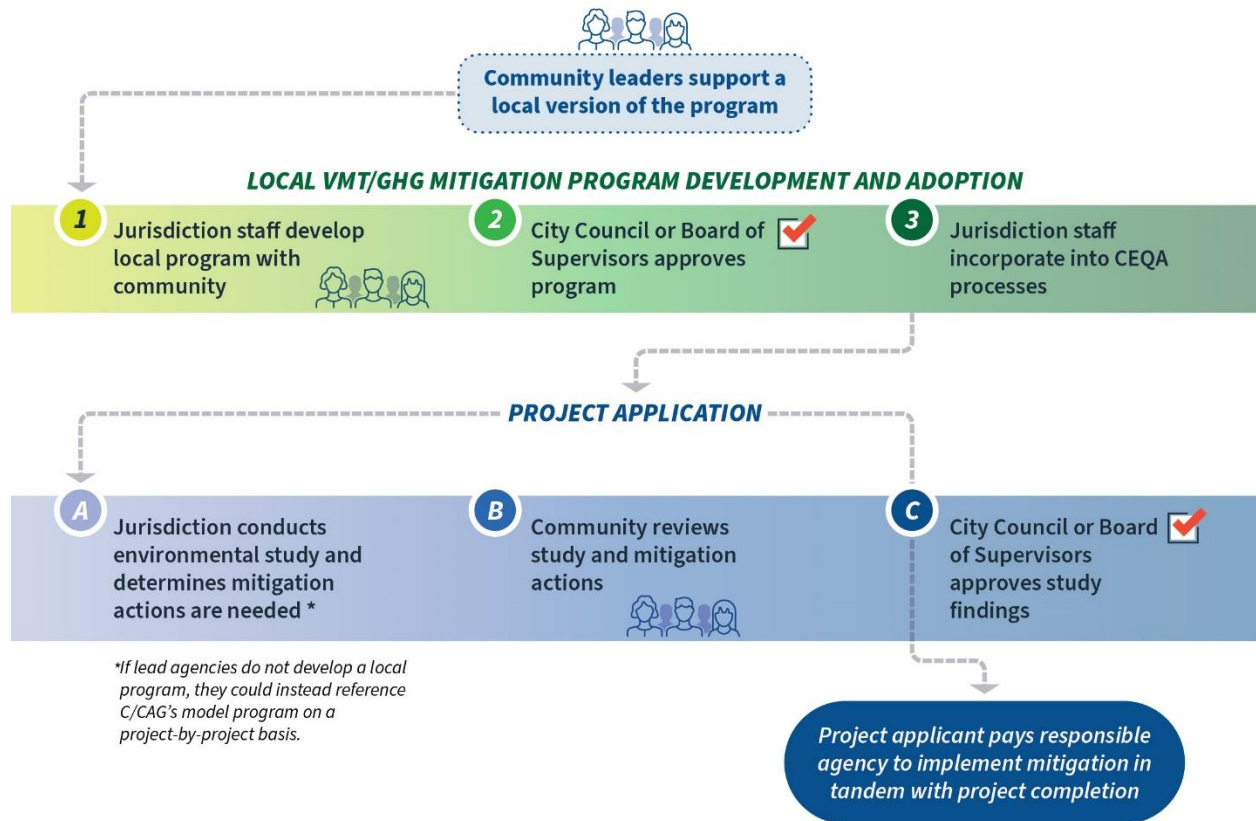 Community leaders support a
local version of the program
LOCAL VMT/GHG MITIGATION PROGRAM DEVELOPMENT AND ADOPTION
1
Jurisdiction staff develop
local program with
community
2
City Council or Board of
Supervisors approves
program
3
Jurisdiction staff
incorporate into CEQA
processes
PROJECT APPLICATION
A
Jurisdiction conducts
environmental study and
determines mitigation
actions are needed *
B
Community reviews
study and mitigation
actions
C
City Council or Board
of Supervisors
approves study
findings
*If lead agencies do not develop a local
program, they could instead reference
C/CAG's model program on a
project-by-project basis.
Project applicant pays responsible
agency to implement mitigation in
tandem with project completion